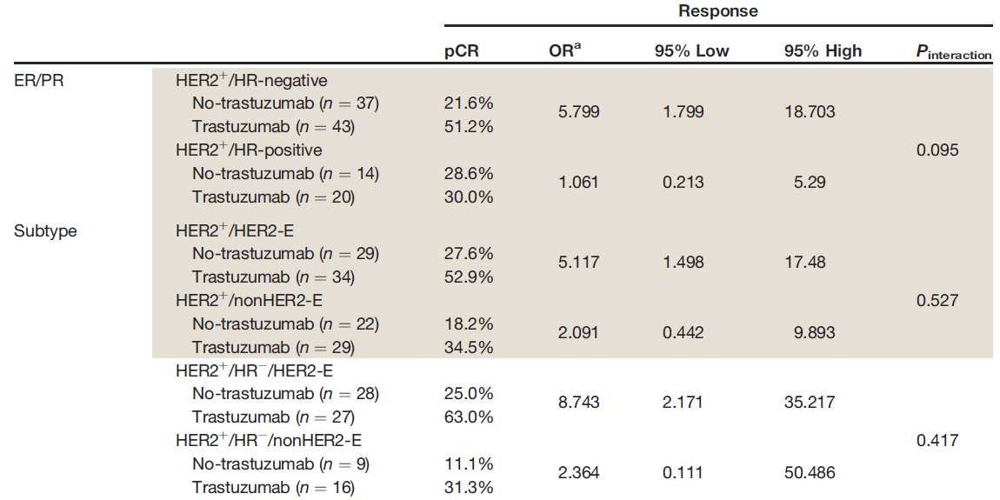 Response
pCR ORᵃ 95% Low 95% High P_interaction
ER/PR HER2⁺/HR-negative
No-trastuzumab (n = 37) 21.6% 5.799 1.799 18.703
Trastuzumab (n = 43) 51.2%
HER2⁺/HR-positive 0.095
No-trastuzumab (n = 14) 28.6% 1.061 0.213 5.29
Trastuzumab (n = 20) 30.0%
Subtype HER2⁺/HER2-E
No-trastuzumab (n = 29) 27.6% 5.117 1.498 17.48
Trastuzumab (n = 34) 52.9%
HER2⁺/nonHER2-E 0.527
No-trastuzumab (n = 22) 18.2% 2.091 0.442 9.893
Trastuzumab (n = 29) 34.5%
HER2⁺/HR⁻/HER2-E
No-trastuzumab (n = 28) 25.0% 8.743 2.171 35.217
Trastuzumab (n = 27) 63.0%
HER2⁺/HR⁻/nonHER2-E 0.417
No-trastuzumab (n = 9) 11.1% 2.364 0.111 50.486
Trastuzumab (n = 16) 31.3%